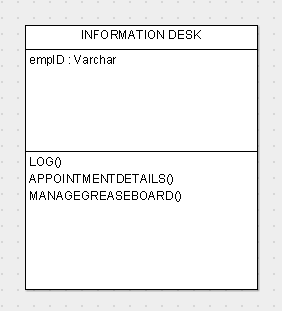 INFORMATION DESK
empID : Varchar
LOG()
APPOINTMENTDETAILS()
MANAGEGREASEBOARD()